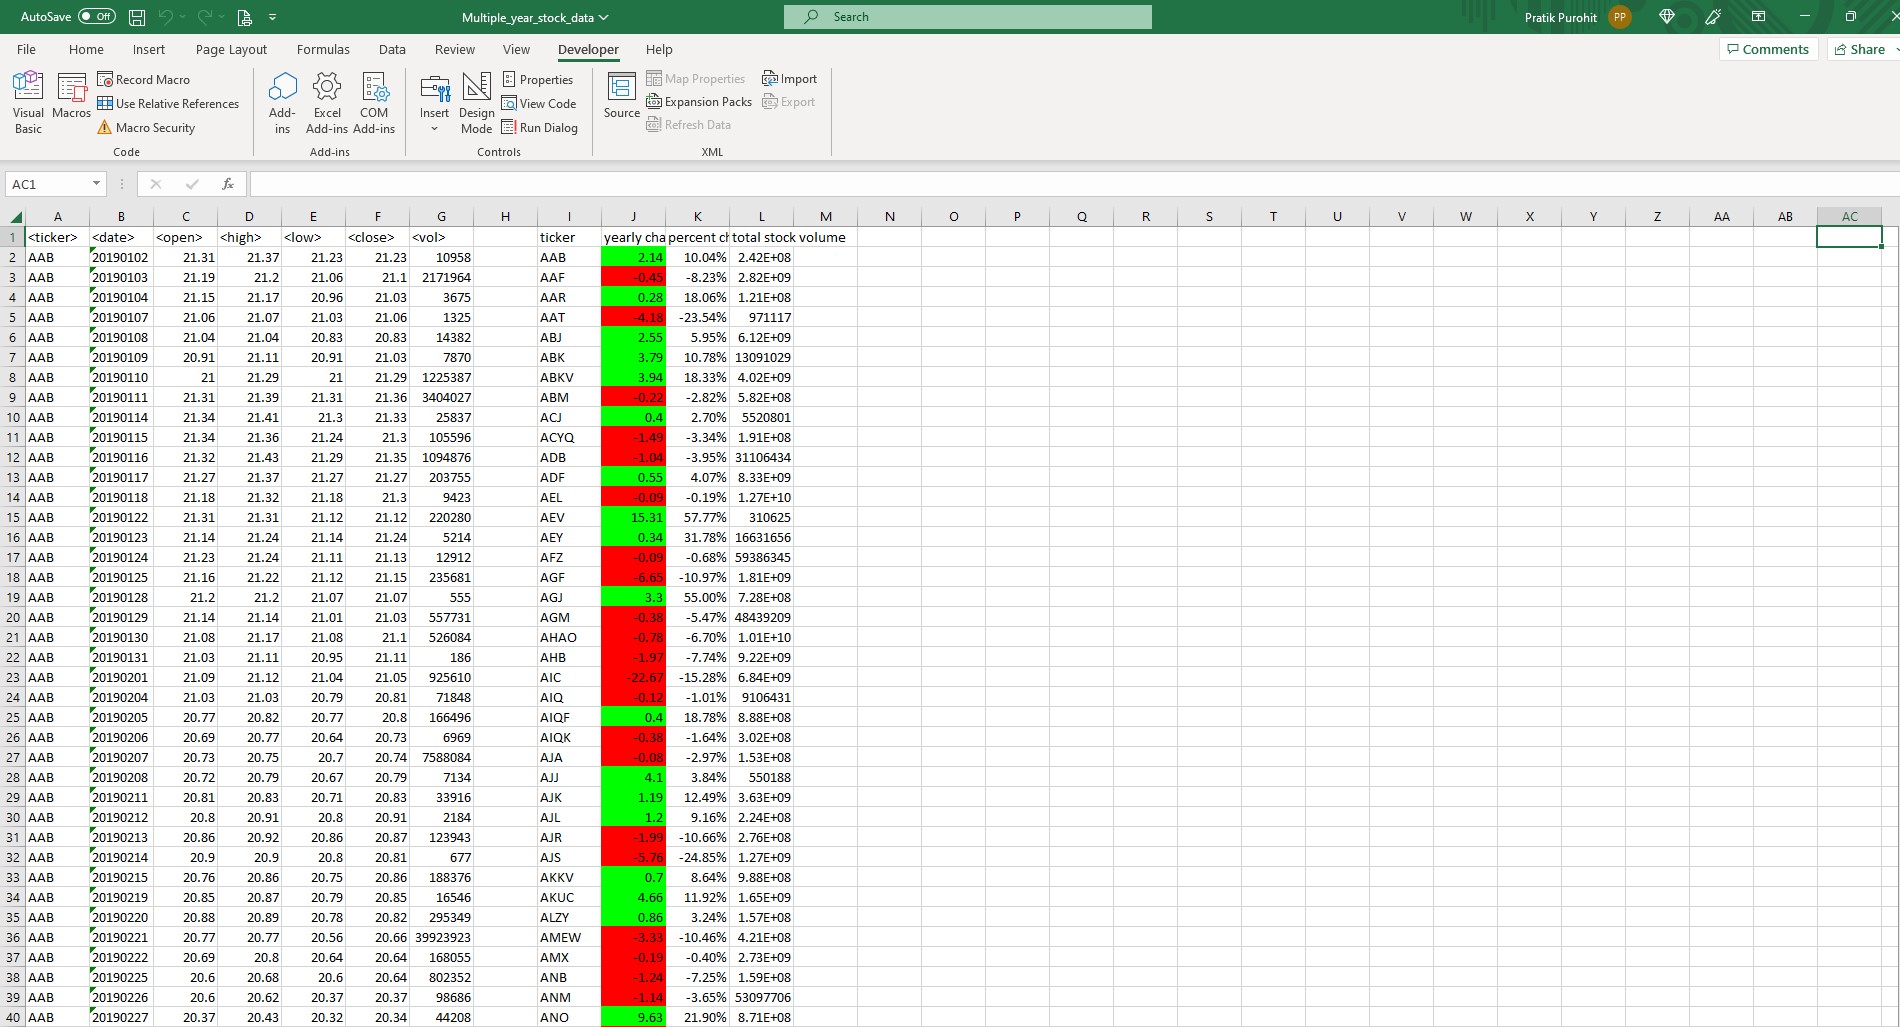 AutoSave Off Multiple_year_stock_data Search Pratik Purohit PP
File Home Insert Page Layout Formulas Data Review View Developer Help Comments Share
Visual Basic Macros Record Macro
Use Relative References
Macro Security
Code
Add-ins Excel Add-ins COM Add-ins
Add-ins
Insert Design Mode Properties
View Code
Run Dialog
Controls
Source Map Properties Import
Expansion Packs Export
Refresh Data
XML
AC1 fx
A B C D E F G H I J K L M N O P Q R S T U V W X Y Z AA AB AC
1 <ticker> <date> <open> <high> <low> <close> <vol> ticker yearly cha percent ch total stock volume
2 AAB 20190102 21.31 21.37 21.23 21.23 10958 AAB 2.14 10.04% 2.42E+08
3 AAB 20190103 21.19 21.2 21.06 21.1 2171964 AAF -0.45 -8.23% 2.82E+09
4 AAB 20190104 21.15 21.17 20.96 21.03 3675 AAR 0.28 18.06% 1.21E+08
5 AAB 20190107 21.06 21.07 21.03 21.06 1325 AAT -4.18 -23.54% 971117
6 AAB 20190108 21.04 21.04 20.83 20.83 14382 ABJ 2.55 5.95% 6.12E+09
7 AAB 20190109 20.91 21.11 20.91 21.03 7870 ABK 3.79 10.78% 13091029
8 AAB 20190110 21 21.29 21 21.29 1225387 ABKV 3.94 18.33% 4.02E+09
9 AAB 20190111 21.31 21.39 21.31 21.36 3404027 ABM -0.22 -2.82% 5.82E+08
10 AAB 20190114 21.34 21.41 21.3 21.33 25837 ACJ 0.4 2.70% 5520801
11 AAB 20190115 21.34 21.36 21.24 21.3 105596 ACYQ -1.49 -3.34% 1.91E+08
12 AAB 20190116 21.32 21.43 21.29 21.35 1094876 ADB -1.04 -3.95% 31106434
13 AAB 20190117 21.27 21.37 21.27 21.27 203755 ADF 0.55 4.07% 8.33E+09
14 AAB 20190118 21.18 21.32 21.18 21.3 9423 AEL -0.09 -0.19% 1.27E+10
15 AAB 20190122 21.31 21.31 21.12 21.12 220280 AEV 15.31 57.77% 310625
16 AAB 20190123 21.14 21.24 21.14 21.24 5214 AEY 0.34 31.78% 16631656
17 AAB 20190124 21.23 21.24 21.11 21.13 12912 AFZ -0.09 -0.68% 59386345
18 AAB 20190125 21.16 21.22 21.12 21.15 235681 AGF -6.65 -10.97% 1.81E+09
19 AAB 20190128 21.2 21.2 21.07 21.07 555 AGJ 3.3 55.00% 7.28E+08
20 AAB 20190129 21.14 21.14 21.01 21.03 557731 AGM -0.38 -5.47% 48439209
21 AAB 20190130 21.08 21.17 21.08 21.1 526084 AHAO -0.78 -6.70% 1.01E+10
22 AAB 20190131 21.03 21.11 20.95 21.11 186 AHB -1.97 -7.74% 9.22E+09
23 AAB 20190201 21.09 21.12 21.04 21.05 925610 AIC -22.67 -15.28% 6.84E+09
24 AAB 20190204 21.03 21.03 20.79 20.81 71848 AIQ -0.12 -1.01% 9106431
25 AAB 20190205 20.77 20.82 20.77 20.8 166496 AIQF 0.4 18.78% 8.88E+08
26 AAB 20190206 20.69 20.77 20.64 20.73 6969 AIQK -0.38 -1.64% 3.02E+08
27 AAB 20190207 20.73 20.75 20.7 20.74 7588084 AJA -0.08 -2.97% 1.53E+08
28 AAB 20190208 20.72 20.79 20.67 20.79 7134 AJJ 4.1 3.84% 550188
29 AAB 20190211 20.81 20.83 20.71 20.83 33916 AJK 1.19 12.49% 3.63E+09
30 AAB 20190212 20.8 20.91 20.8 20.91 2184 AJL 1.2 9.16% 2.24E+08
31 AAB 20190213 20.86 20.92 20.86 20.87 123943 AJR -1.99 -10.66% 2.76E+08
32 AAB 20190214 20.9 20.9 20.8 20.81 677 AJS -5.76 -24.85% 1.27E+09
33 AAB 20190215 20.76 20.86 20.75 20.86 188376 AKKV 0.7 8.64% 9.88E+08
34 AAB 20190219 20.85 20.87 20.79 20.85 16546 AKUC 4.66 11.92% 1.65E+09
35 AAB 20190220 20.88 20.89 20.78 20.82 295349 ALZY 0.86 3.24% 1.57E+08
36 AAB 20190221 20.77 20.77 20.56 20.66 39923923 AMEW -3.33 -10.46% 4.21E+08
37 AAB 20190222 20.69 20.8 20.64 20.64 168055 AMX -0.19 -0.40% 2.73E+09
38 AAB 20190225 20.6 20.68 20.6 20.64 802352 ANB -1.24 -7.25% 1.59E+08
39 AAB 20190226 20.6 20.62 20.37 20.37 98686 ANM -1.14 -3.65% 53097706
40 AAB 20190227 20.37 20.43 20.32 20.34 44208 ANO 9.63 21.90% 8.71E+08